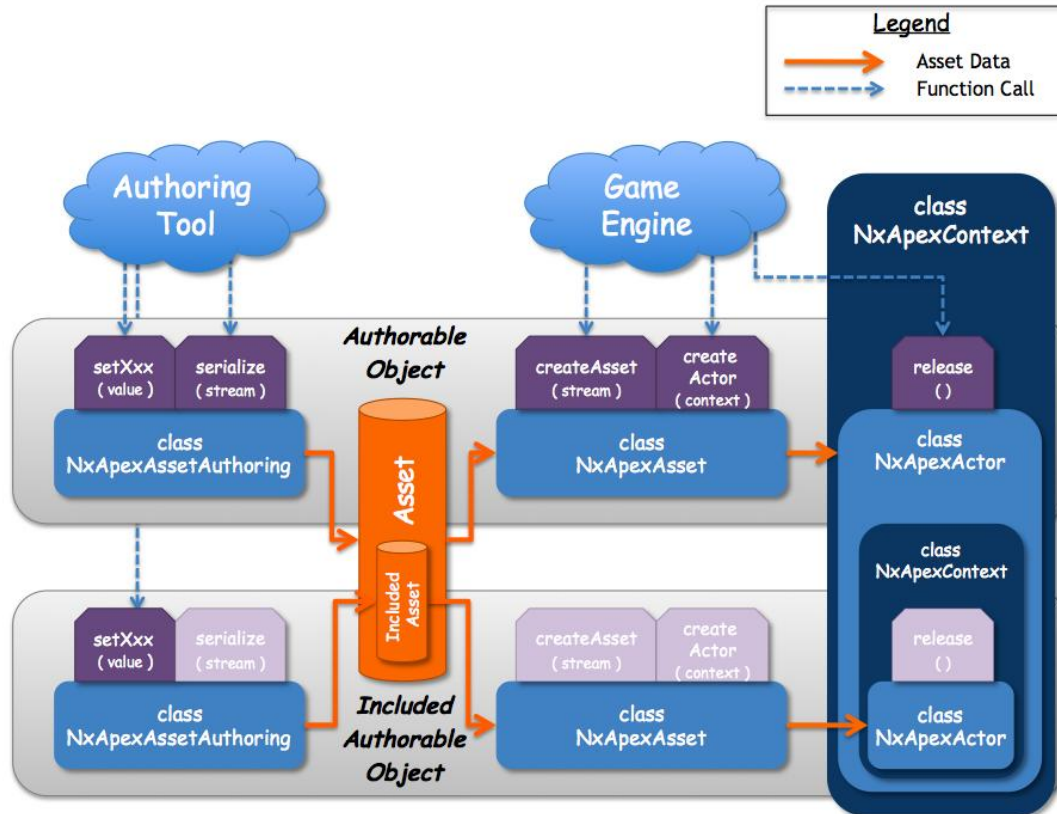 Legend
Asset Data
Function Call
Authoring
Tool
Game
Engine
class
NxApexContext
Authorable
Object
setXxx
( value )
serialize
( stream )
createAsset
( stream )
create
Actor
( context )
release
( )
class
NxApexAssetAuthoring
Asset
class
NxApexAsset
class
NxApexActor
class
NxApexContext
Included
Asset
setXxx
( value )
serialize
( stream )
createAsset
( stream )
create
Actor
( context )
release
( )
class
NxApexAssetAuthoring
Included
Authorable
Object
class
NxApexAsset
class
NxApexActor